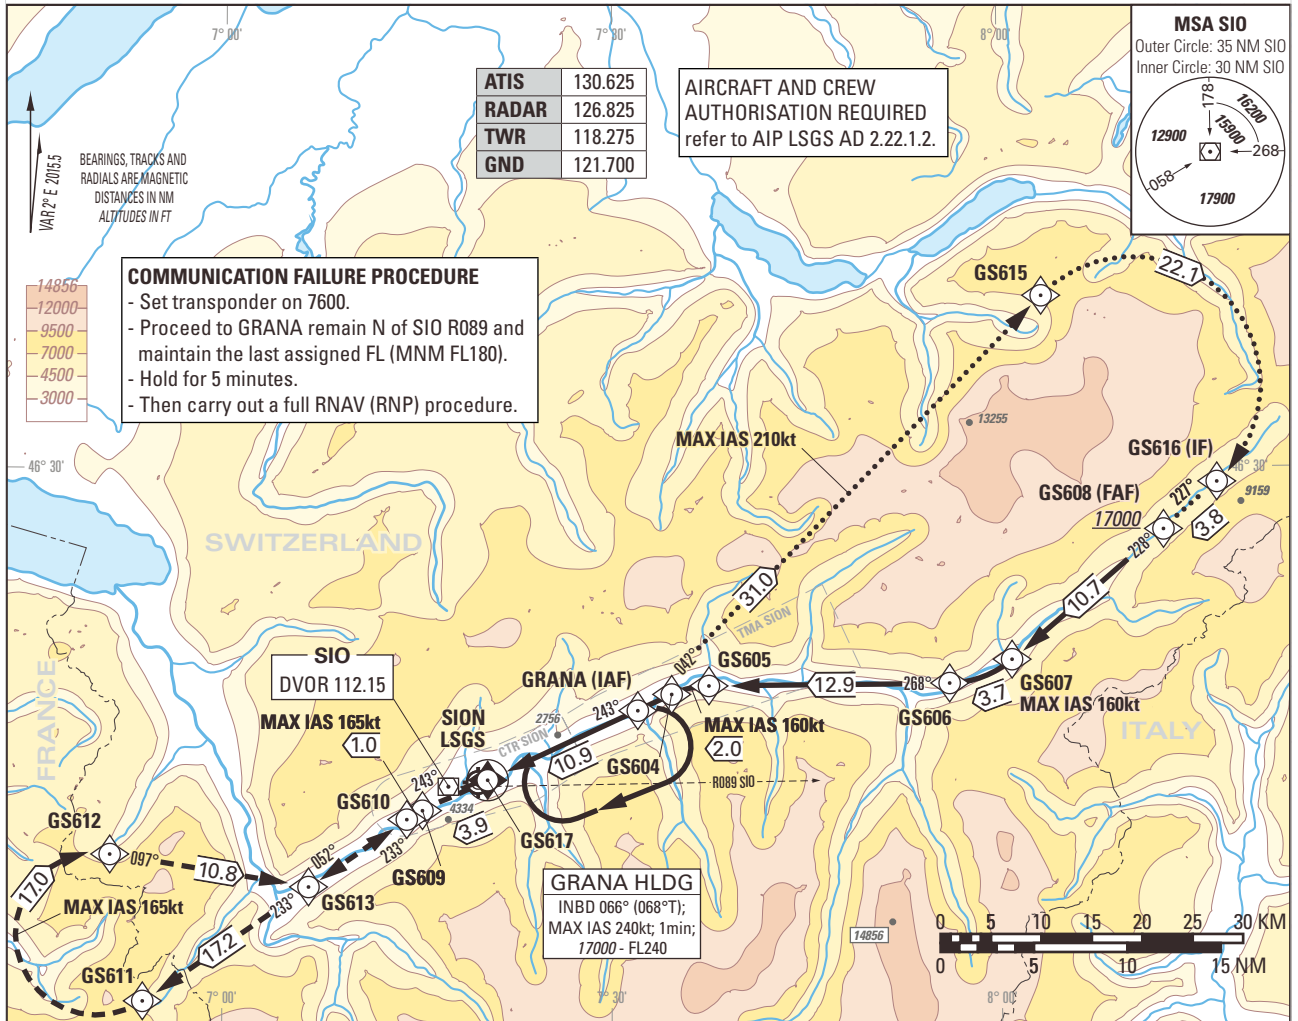 7° 00'
7° 30'
8° 00'
MSA SIO
Outer Circle: 35 NM SIO
Inner Circle: 30 NM SIO
178
16200
15900
12900
268
058
17900
ATIS 130.625
RADAR 126.825
TWR 118.275
GND 121.700
AIRCRAFT AND CREW
AUTHORISATION REQUIRED
refer to AIP LSGS AD 2.22.1.2.
VAR 2° E 2015.5
BEARINGS, TRACKS AND
RADIALS ARE MAGNETIC
DISTANCES IN NM
ALTITUDES IN FT
14856
12000
9500
7000
4500
3000
COMMUNICATION FAILURE PROCEDURE
- Set transponder on 7600.
- Proceed to GRANA remain N of SIO R089 and
maintain the last assigned FL (MNM FL180).
- Hold for 5 minutes.
- Then carry out a full RNAV (RNP) procedure.
GS615
22.1
13255
MAX IAS 210kt
GS616 (IF)
46° 30'
46° 30'
227°
9159
GS608 (FAF)
17000
3.8
228°
SWITZERLAND
31.0
10.7
TMA SION
042°
GS605
SIO
DVOR 112.15
GRANA (IAF)
12.9
268°
GS607
3.7
MAX IAS 160kt
GS606
FRANCE
MAX IAS 165kt
1.0
SION
LSGS
243°
2756
CTR SION
MAX IAS 160kt
2.0
ITALY
10.9
GS604
243°
R089 SIO
GS610
4334
3.9
GS617
GS612
097°
10.8
052°
233°
GS609
17.0
MAX IAS 165kt
233°
GS613
GRANA HLDG
INBD 066° (068°T);
MAX IAS 240kt; 1min;
17000 - FL240
17.2
14856
0 5 10 15 20 25 30 KM
0 5 10 15 NM
GS611
7° 00'
7° 30'
8° 00'